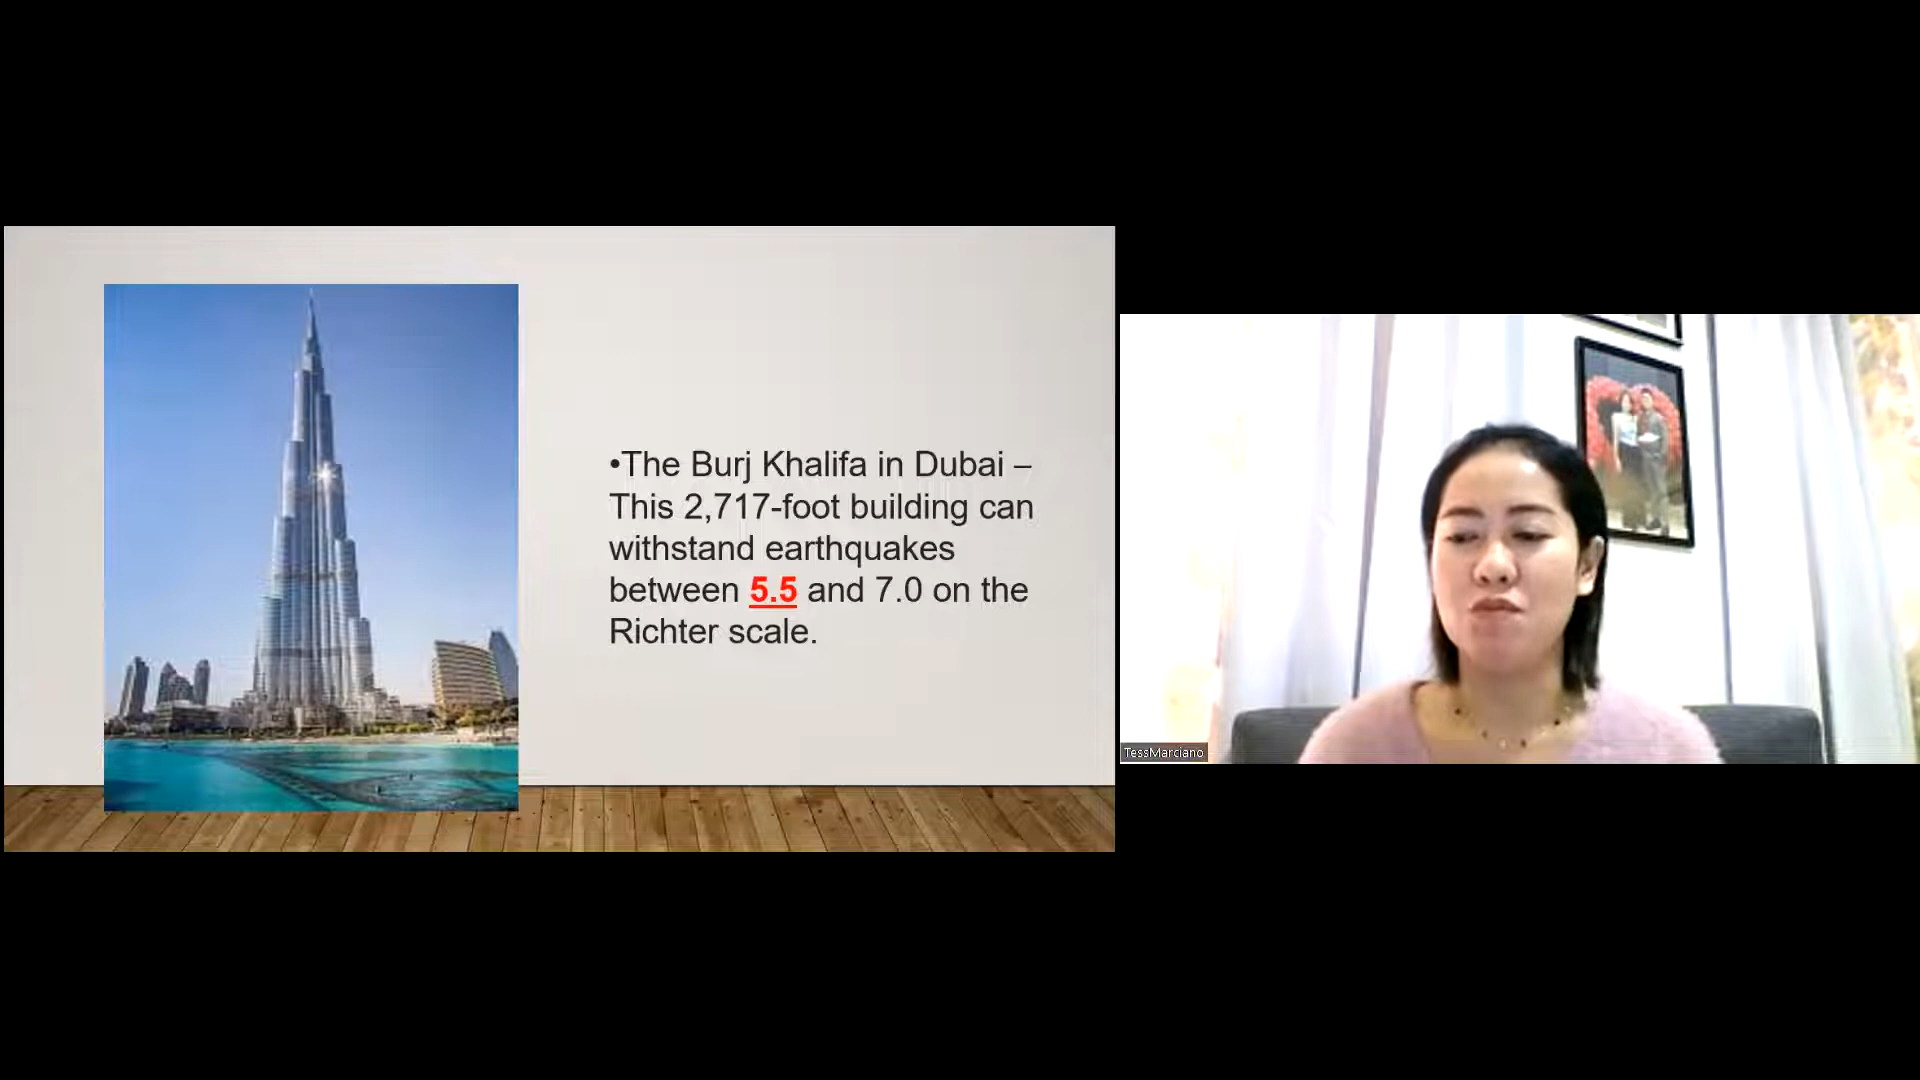 •The Burj Khalifa in Dubai –
This 2,717-foot building can
withstand earthquakes
between 5.5 and 7.0 on the
Richter scale.
TessMarciano